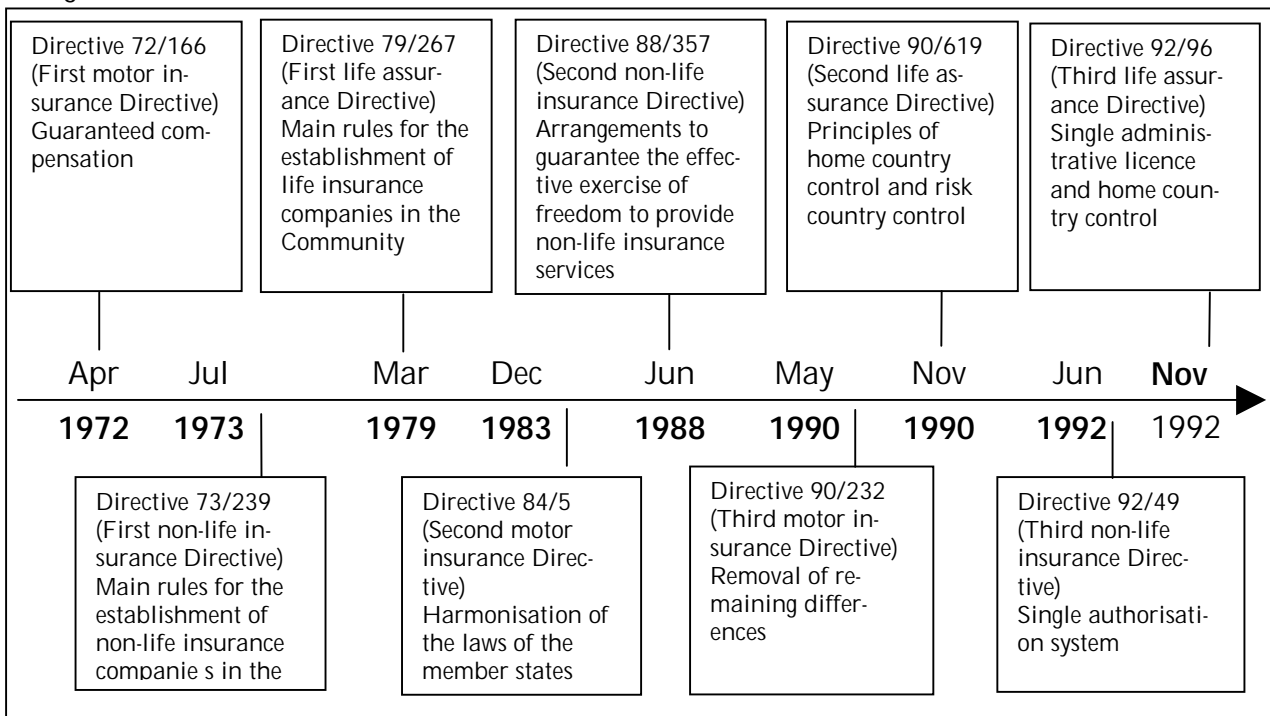 Directive 72/166
(First motor in-
surance Directive)
Guaranteed com-
pensation
Directive 79/267
(First life assur-
ance Directive)
Main rules for the
establishment of
life insurance
companies in the
Community
Directive 88/357
(Second non-life
insurance Directive)
Arrangements to
guarantee the effec-
tive exercise of
freedom to provide
non-life insurance
services
Directive 90/619
(Second life as-
surance Directive)
Principles of
home country
control and risk
country control
Directive 92/96
(Third life assur-
ance Directive)
Single adminis-
trative licence
and home coun-
try control
Apr Jul Mar Dec Jun May Nov Jun Nov
1972 1973 1979 1983 1988 1990 1990 1992 1992
Directive 73/239
(First non-life in-
surance Directive)
Main rules for the
establishment of
non-life insurance
companie s in the
Directive 84/5
(Second motor
insurance Direc-
tive)
Harmonisation of
the laws of the
member states
Directive 90/232
(Third motor in-
surance Directive)
Removal of re-
maining differ-
ences
Directive 92/49
(Third non-life
insurance Direc-
tive)
Single authorisati-
on system